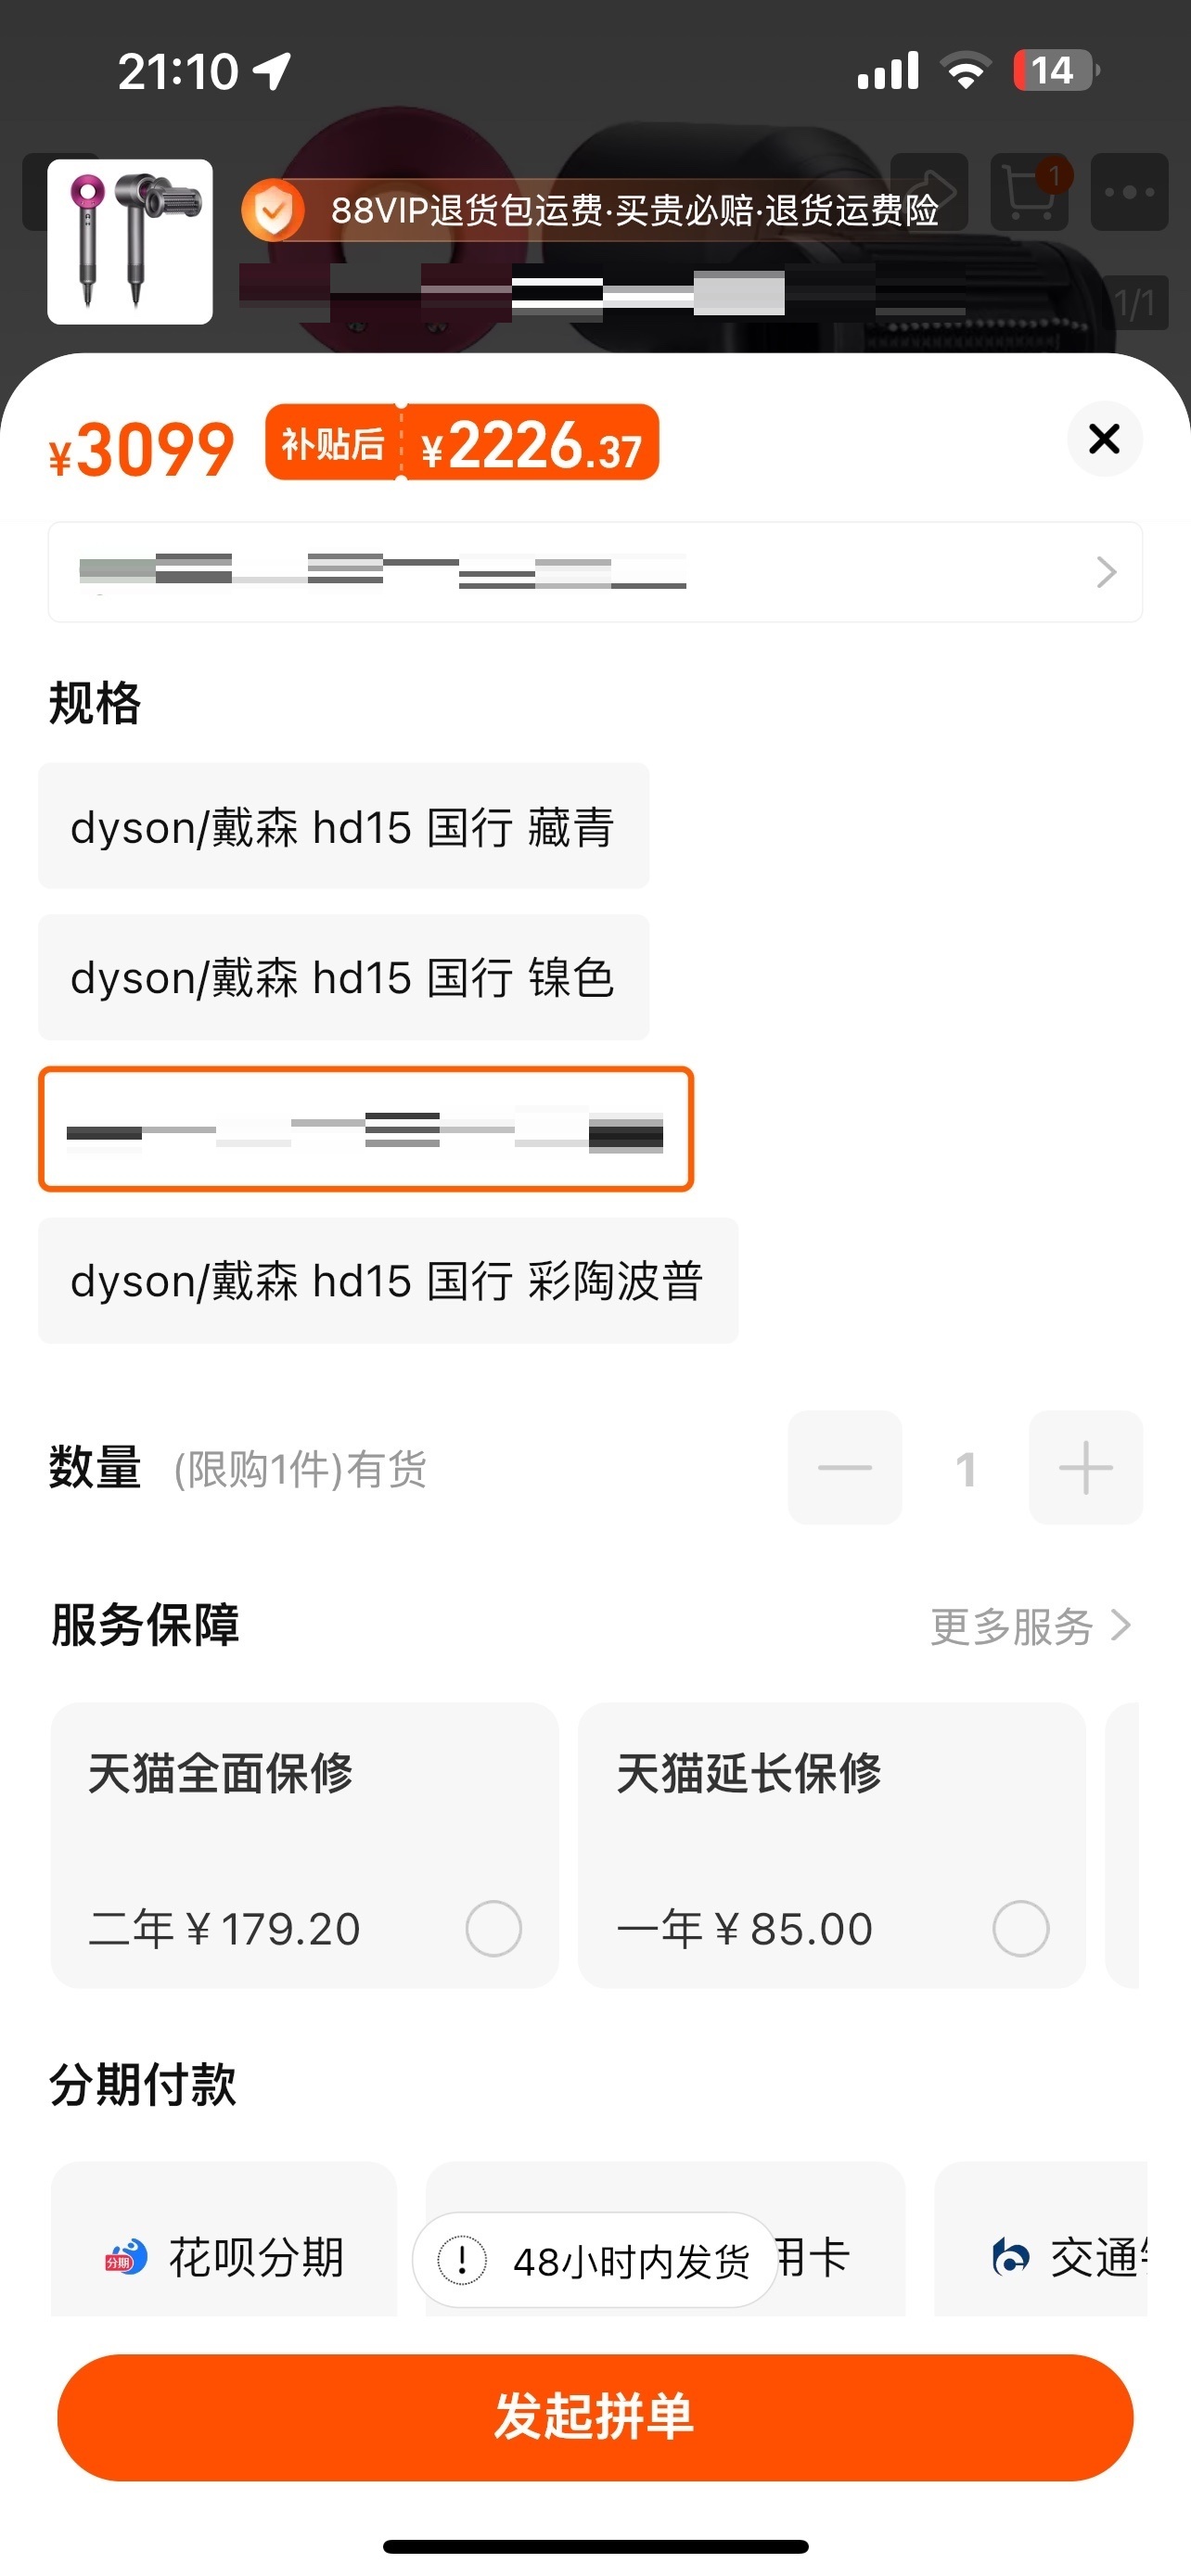 21:10
14
88VIP退货包运费·买贵必赔·退货运费险
1
1/1
¥3099 补贴后 ¥2226.37
规格
dyson/戴森 hd15 国行 藏青
dyson/戴森 hd15 国行 镍色
dyson/戴森 hd15 国行 彩陶波普
数量 (限购1件)有货
1
服务保障 更多服务
天猫全面保修
二年¥179.20
天猫延长保修
一年¥85.00
分期付款
分期 花呗分期
用卡
交通
48小时内发货
发起拼单